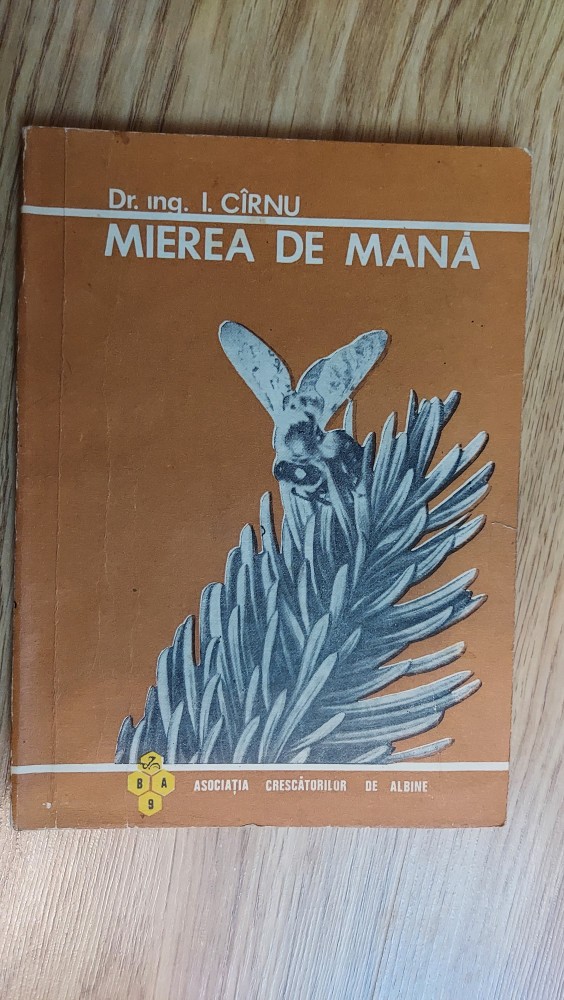 Dr. ing. I. CÎRNU
MIEREA DE MANĂ
B A
9
ASOCIAȚIA CRESCĂTORILOR DE ALBINE